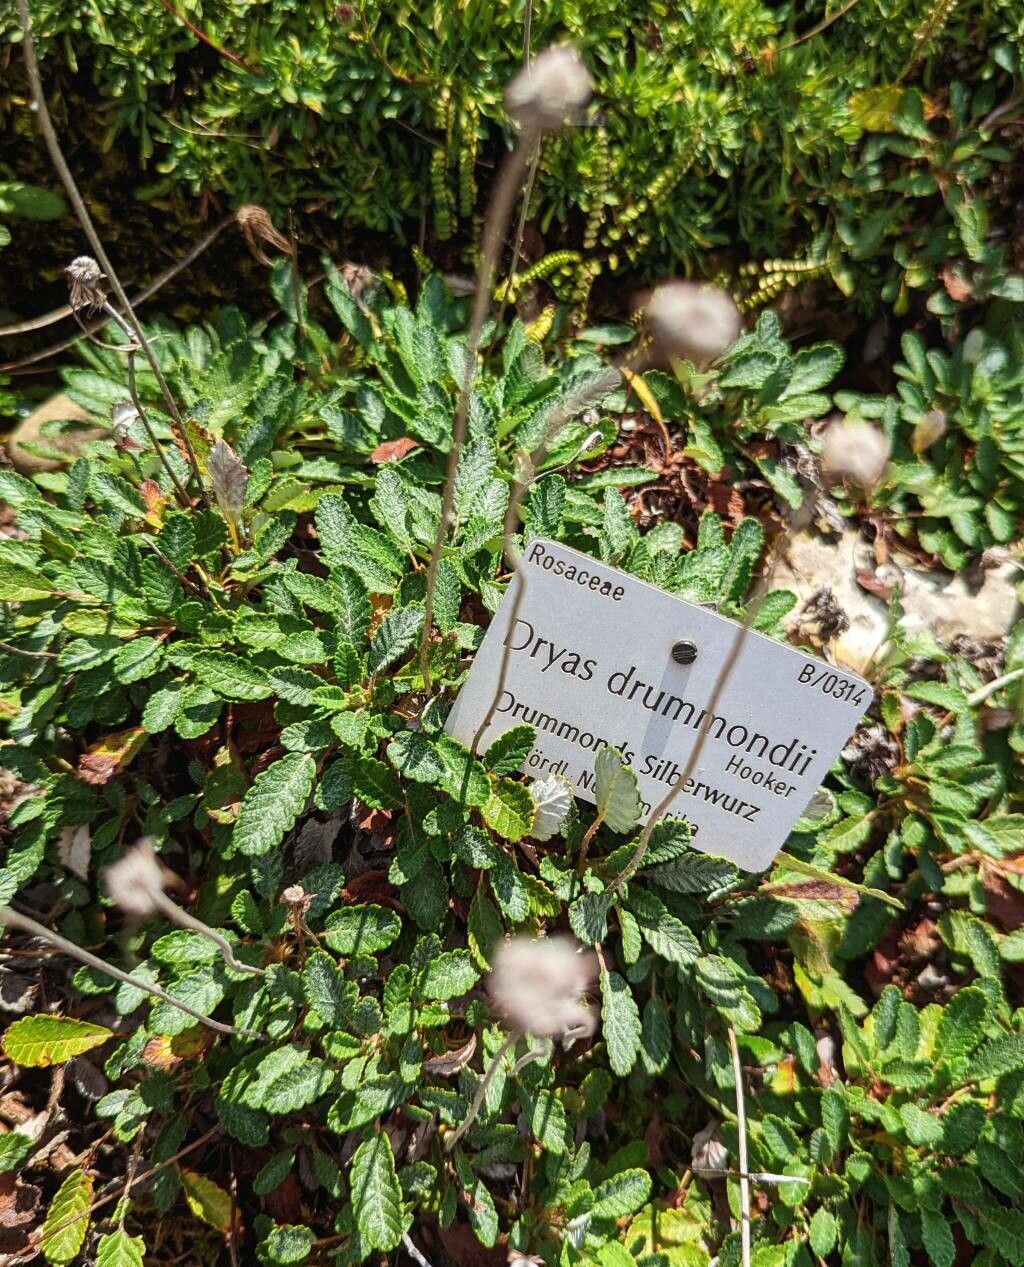 Rosaceae
B/0314
Dryas drummondii
Hooker
Drummonds Silberwurz